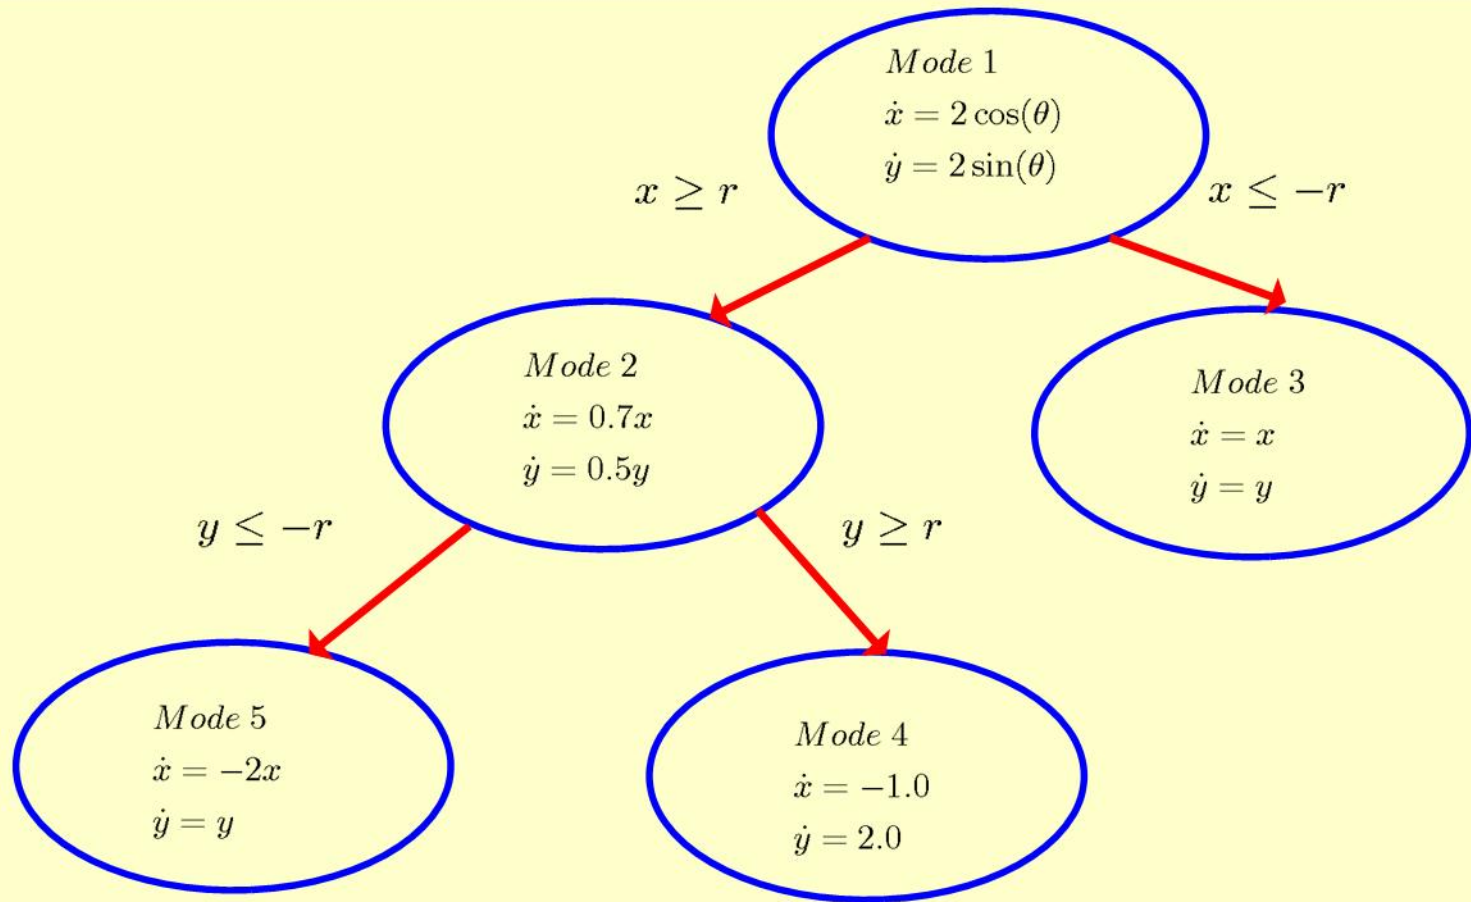 Mode 1
ẋ = 2 cos(θ)
ẏ = 2 sin(θ)
x ≥ r
x ≤ −r
Mode 2
ẋ = 0.7x
ẏ = 0.5y
Mode 3
ẋ = x
ẏ = y
y ≤ −r
y ≥ r
Mode 5
ẋ = −2x
ẏ = y
Mode 4
ẋ = −1.0
ẏ = 2.0